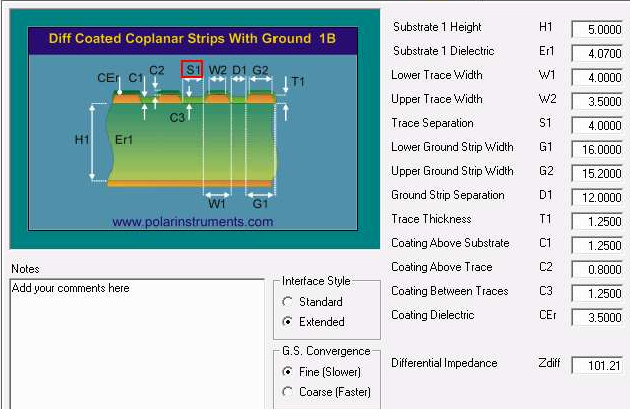 Diff Coated Coplanar Strips With Ground 1B
CEr C1 C2 S1 W2 D1 G2 T1
C3
H1 Er1
W1 G1
www.polarinstruments.com
Substrate 1 Height H1 5.0000
Substrate 1 Dielectric Er1 4.0700
Lower Trace Width W1 4.0000
Upper Trace Width W2 3.5000
Trace Separation S1 4.0000
Lower Ground Strip Width G1 16.0000
Upper Ground Strip Width G2 15.2000
Ground Strip Separation D1 12.0000
Trace Thickness T1 1.2500
Coating Above Substrate C1 1.2500
Coating Above Trace C2 0.8000
Coating Between Traces C3 1.2500
Coating Dielectric CEr 3.5000
Differential Impedance Zdiff 101.21
Notes
Add your comments here
Interface Style
Standard
Extended
G.S. Convergence
Fine (Slower)
Coarse (Faster)